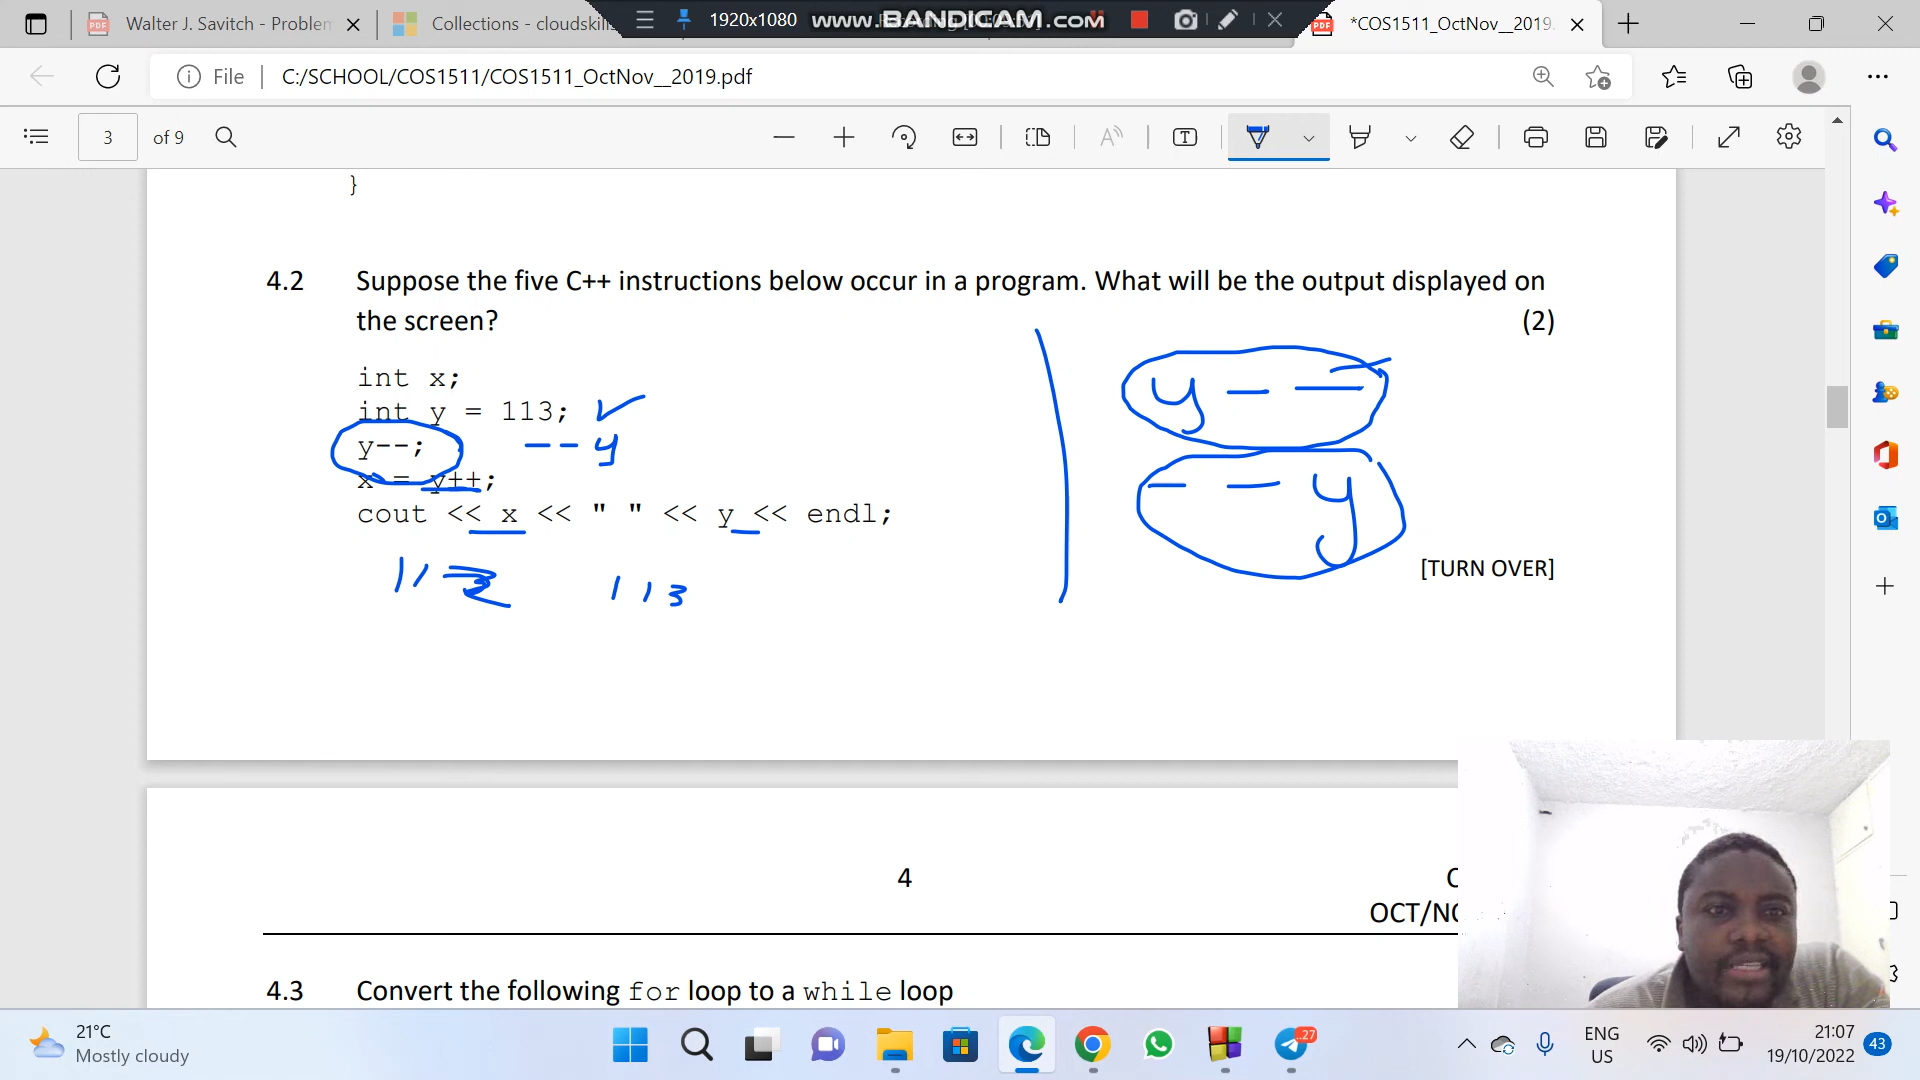 Walter J. Savitch - Problen
Collections - cloudskil
1920x1080
www.BANDICAM.com
*COS1511_OctNov__2019.
File
C:/SCHOOL/COS1511/COS1511_OctNov__2019.pdf
3
of 9
}
4.2 Suppose the five C++ instructions below occur in a program. What will be the output displayed on
the screen?
(2)
int x;
int y = 113;
y--;
-- y
x = y++;
cout << x << " " << y << endl;
112
113
y --
-- y
[TURN OVER]
4
OCT/NO
4.3 Convert the following for loop to a while loop
21°C
Mostly cloudy
27
ENG
US
21:07
19/10/2022
43